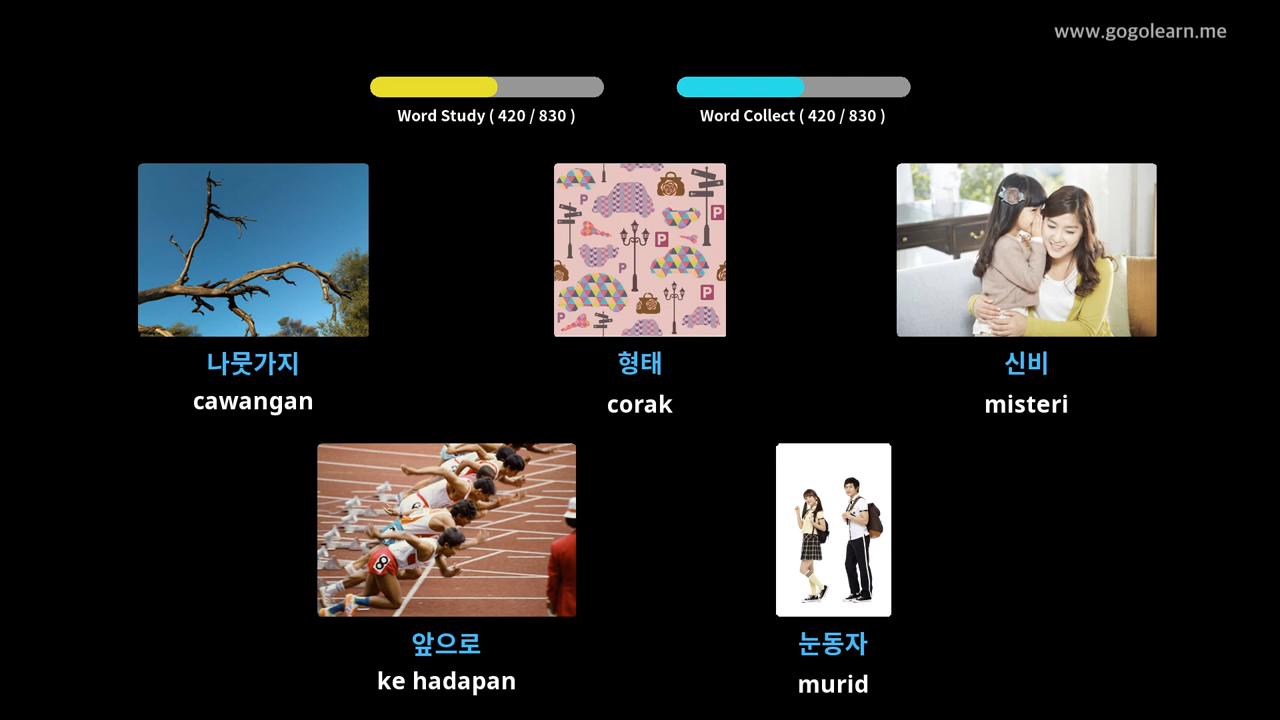 www.gogolearn.me
Word Study ( 420 / 830 )
Word Collect ( 420 / 830 )
P
P
P
P
P
P
나뭇가지
cawangan
형태
corak
신비
misteri
8
앞으로
ke hadapan
눈동자
murid